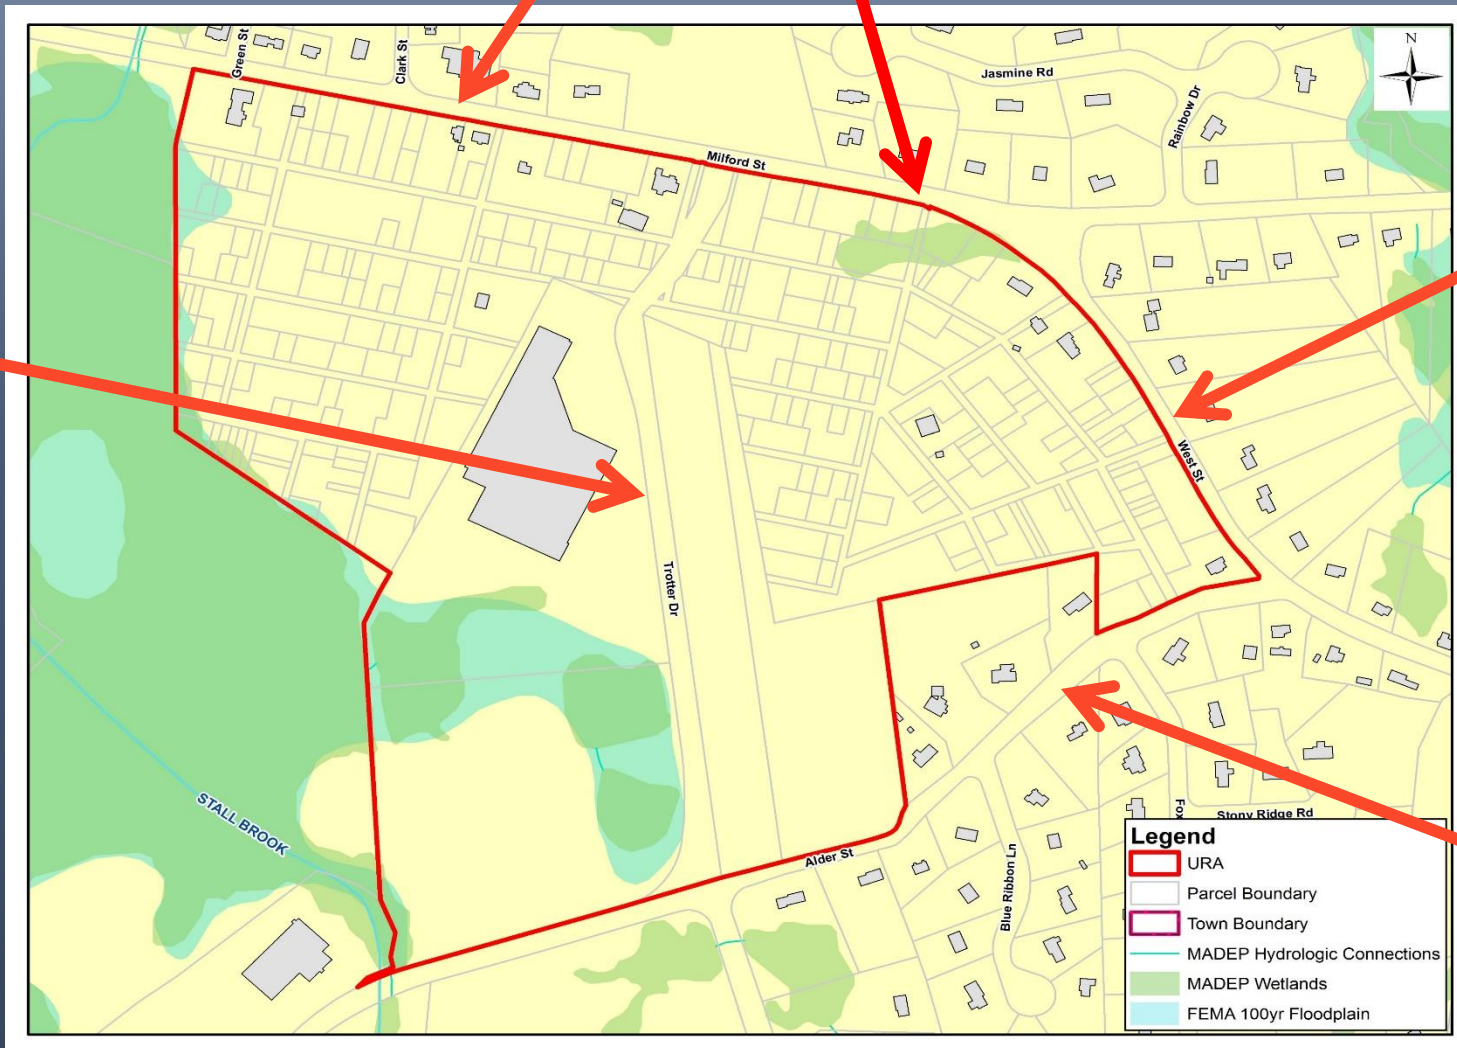 Green St
Clark St
N
Jasmine Rd
Rainbow Dr
Milford St
West St
Trotter Dr
STALL BROOK
Alder St
Blue Ribbon Ln
Fox
Stony Ridge Rd
Legend
URA
Parcel Boundary
Town Boundary
MADEP Hydrologic Connections
MADEP Wetlands
FEMA 100yr Floodplain